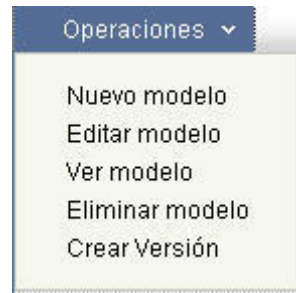 Operaciones
Nuevo modelo
Editar modelo
Ver modelo
Eliminar modelo
Crear Versión